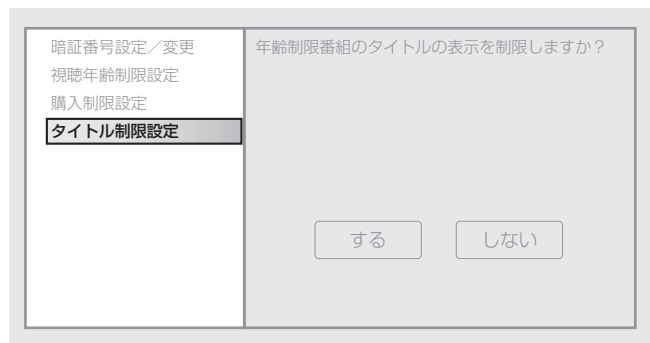 暗証番号設定／変更
視聴年齢制限設定
購入制限設定
タイトル制限設定
年齢制限番組のタイトルの表示を制限しますか？
する
しない